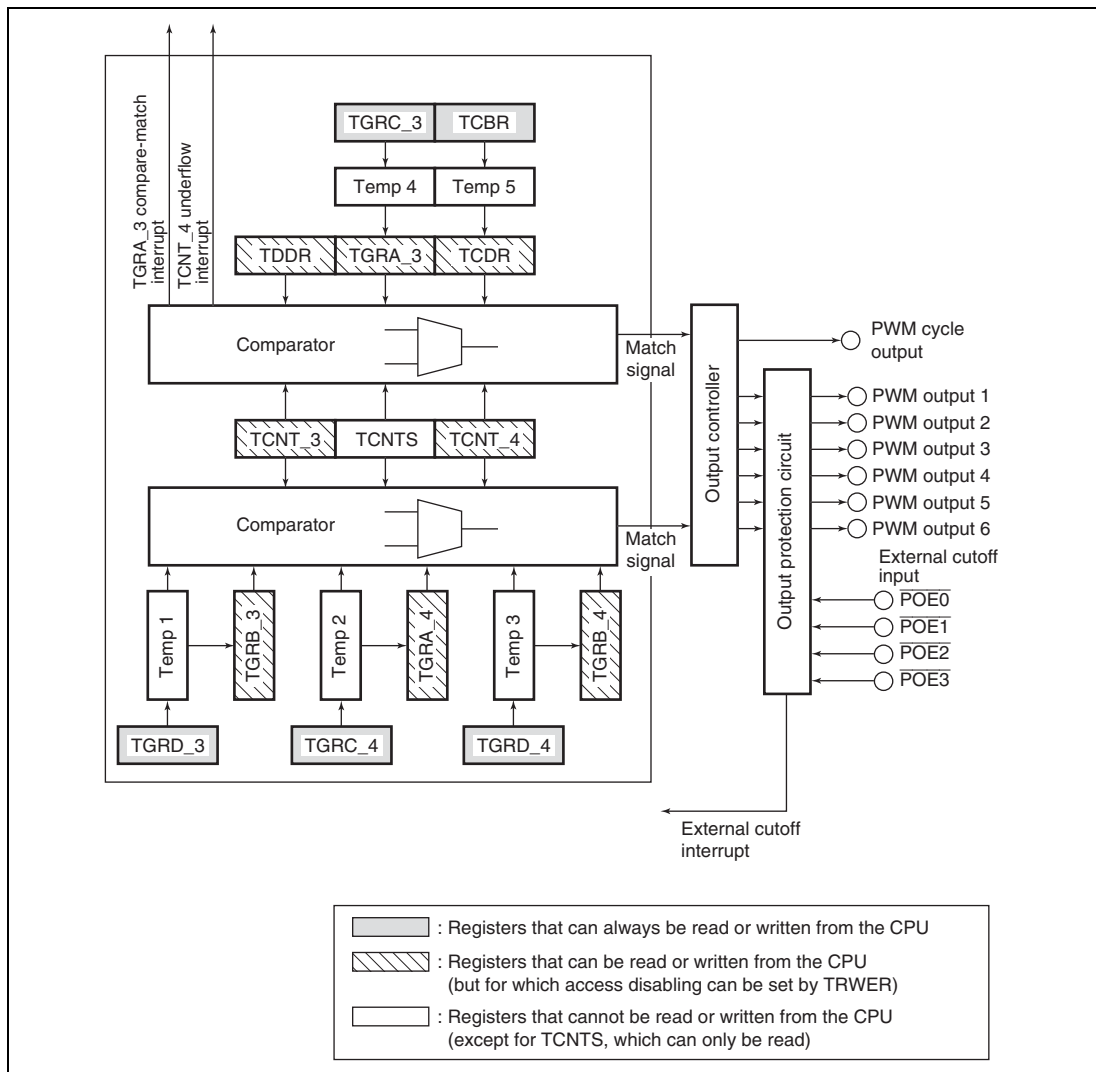 TGRA_3 compare-match
interrupt
TCNT_4 underflow
interrupt
TGRC_3
TCBR
Temp 4
Temp 5
TDDR
TGRA_3
TCDR
Comparator
Match
signal
TCNT_3
TCNTS
TCNT_4
Comparator
Match
signal
Temp 1
TGRB_3
Temp 2
TGRA_4
Temp 3
TGRB_4
TGRD_3
TGRC_4
TGRD_4
Output controller
Output protection circuit
PWM cycle
output
PWM output 1
PWM output 2
PWM output 3
PWM output 4
PWM output 5
PWM output 6
External cutoff
input
POE0
POE1
POE2
POE3
External cutoff
interrupt
: Registers that can always be read or written from the CPU
: Registers that can be read or written from the CPU
(but for which access disabling can be set by TRWER)
: Registers that cannot be read or written from the CPU
(except for TCNTS, which can only be read)